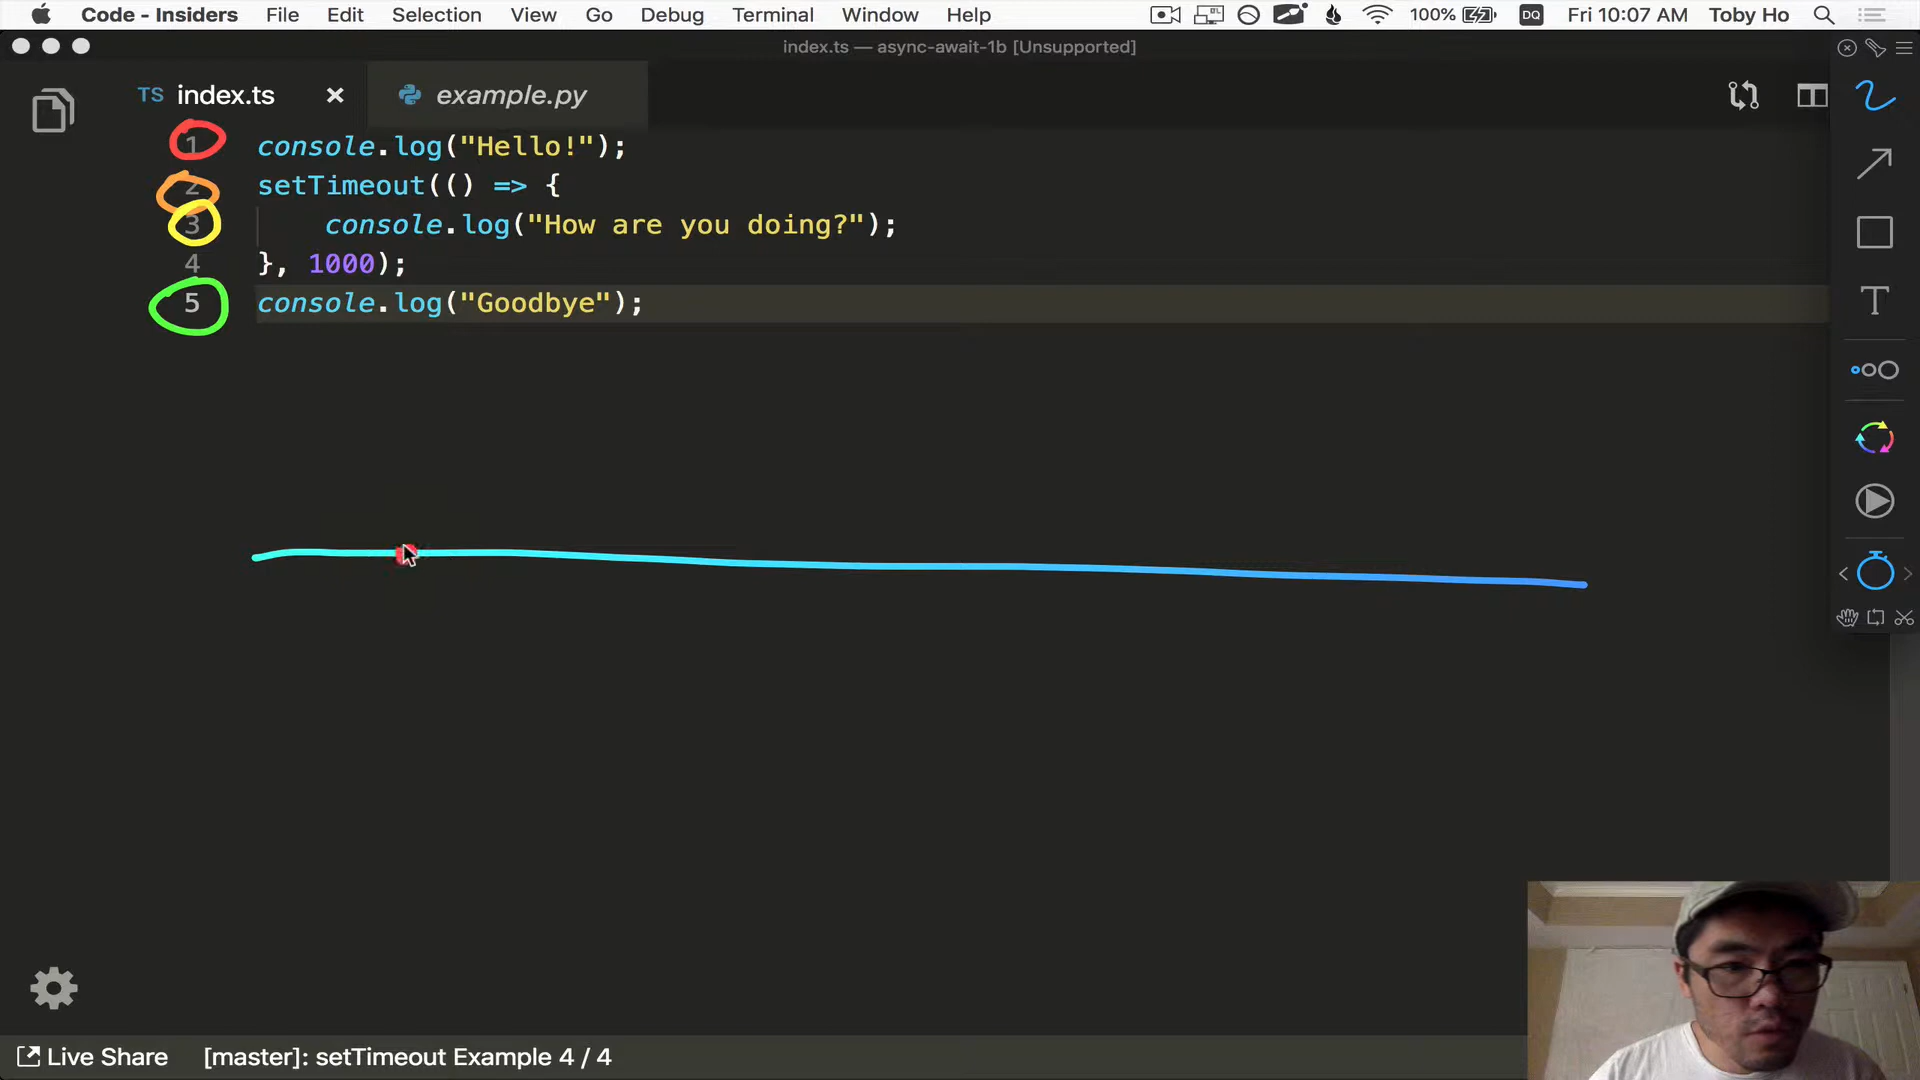 Code - Insiders File Edit Selection View Go Debug Terminal Window Help 100% DQ Fri 10:07 AM Toby Ho
index.ts — async-await-1b [Unsupported]
TS index.ts example.py
1 console.log("Hello!");
2 setTimeout(() => {
3 console.log("How are you doing?");
4 }, 1000);
5 console.log("Goodbye");
T
Live Share [master]: setTimeout Example 4 / 4